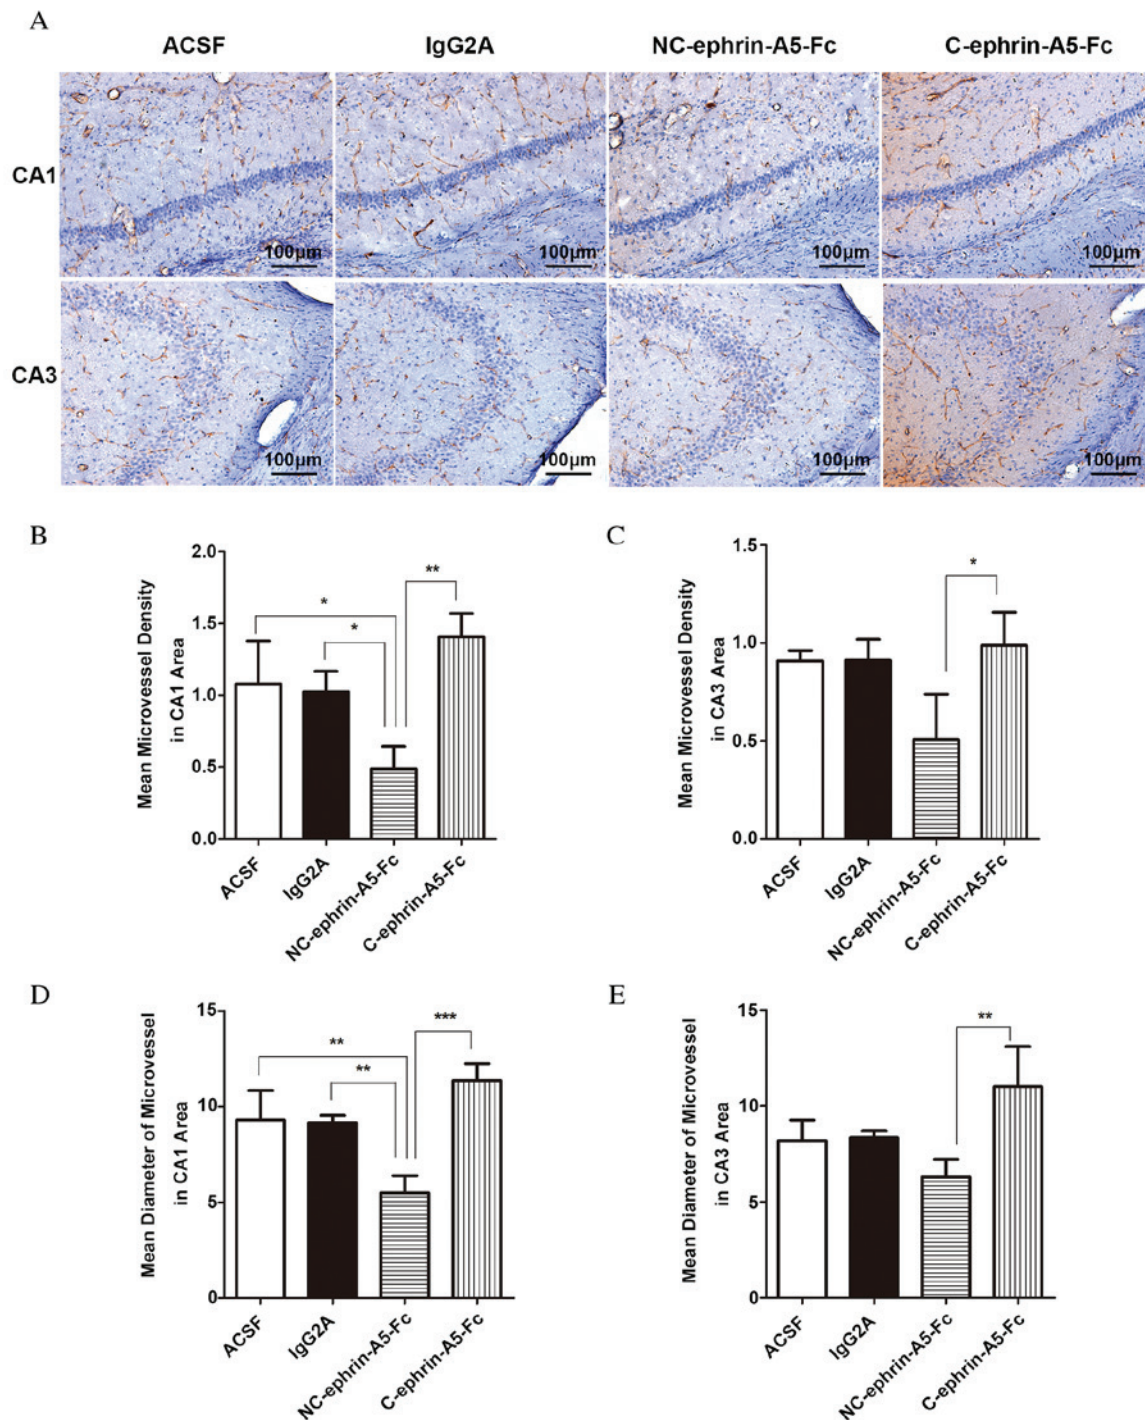 A
ACSF IgG2A NC-ephrin-A5-Fc C-ephrin-A5-Fc
CA1
100μm 100μm 100μm 100μm
CA3
100μm 100μm 100μm 100μm
B
Mean Microvessel Density
in CA1 Area
2.0
1.5
1.0
0.5
0.0
*
*
**
ACSF
IgG2A
NC-ephrin-A5-Fc
C-ephrin-A5-Fc
C
Mean Microvessel Density
in CA3 Area
1.5
1.0
0.5
0.0
*
ACSF
IgG2A
NC-ephrin-A5-Fc
C-ephrin-A5-Fc
D
Mean Diameter of Microvessel
in CA1 Area
15
10
5
0
**
**
***
ACSF
IgG2A
NC-ephrin-A5-Fc
C-ephrin-A5-Fc
E
Mean Diameter of Microvessel
in CA3 Area
15
10
5
0
**
ACSF
IgG2A
NC-ephrin-A5-Fc
C-ephrin-A5-Fc